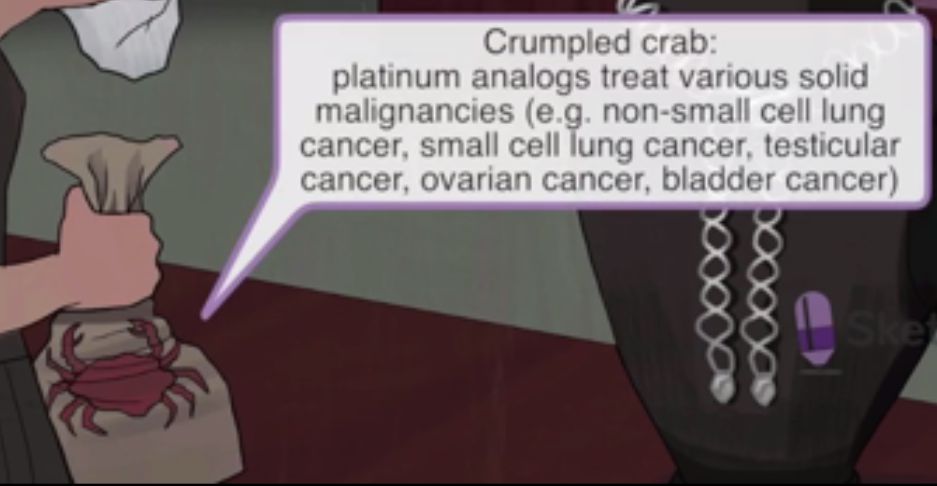 Crumpled crab:
platinum analogs treat various solid
malignancies (e.g. non-small cell lung
cancer, small cell lung cancer, testicular
cancer, ovarian cancer, bladder cancer)
Sket